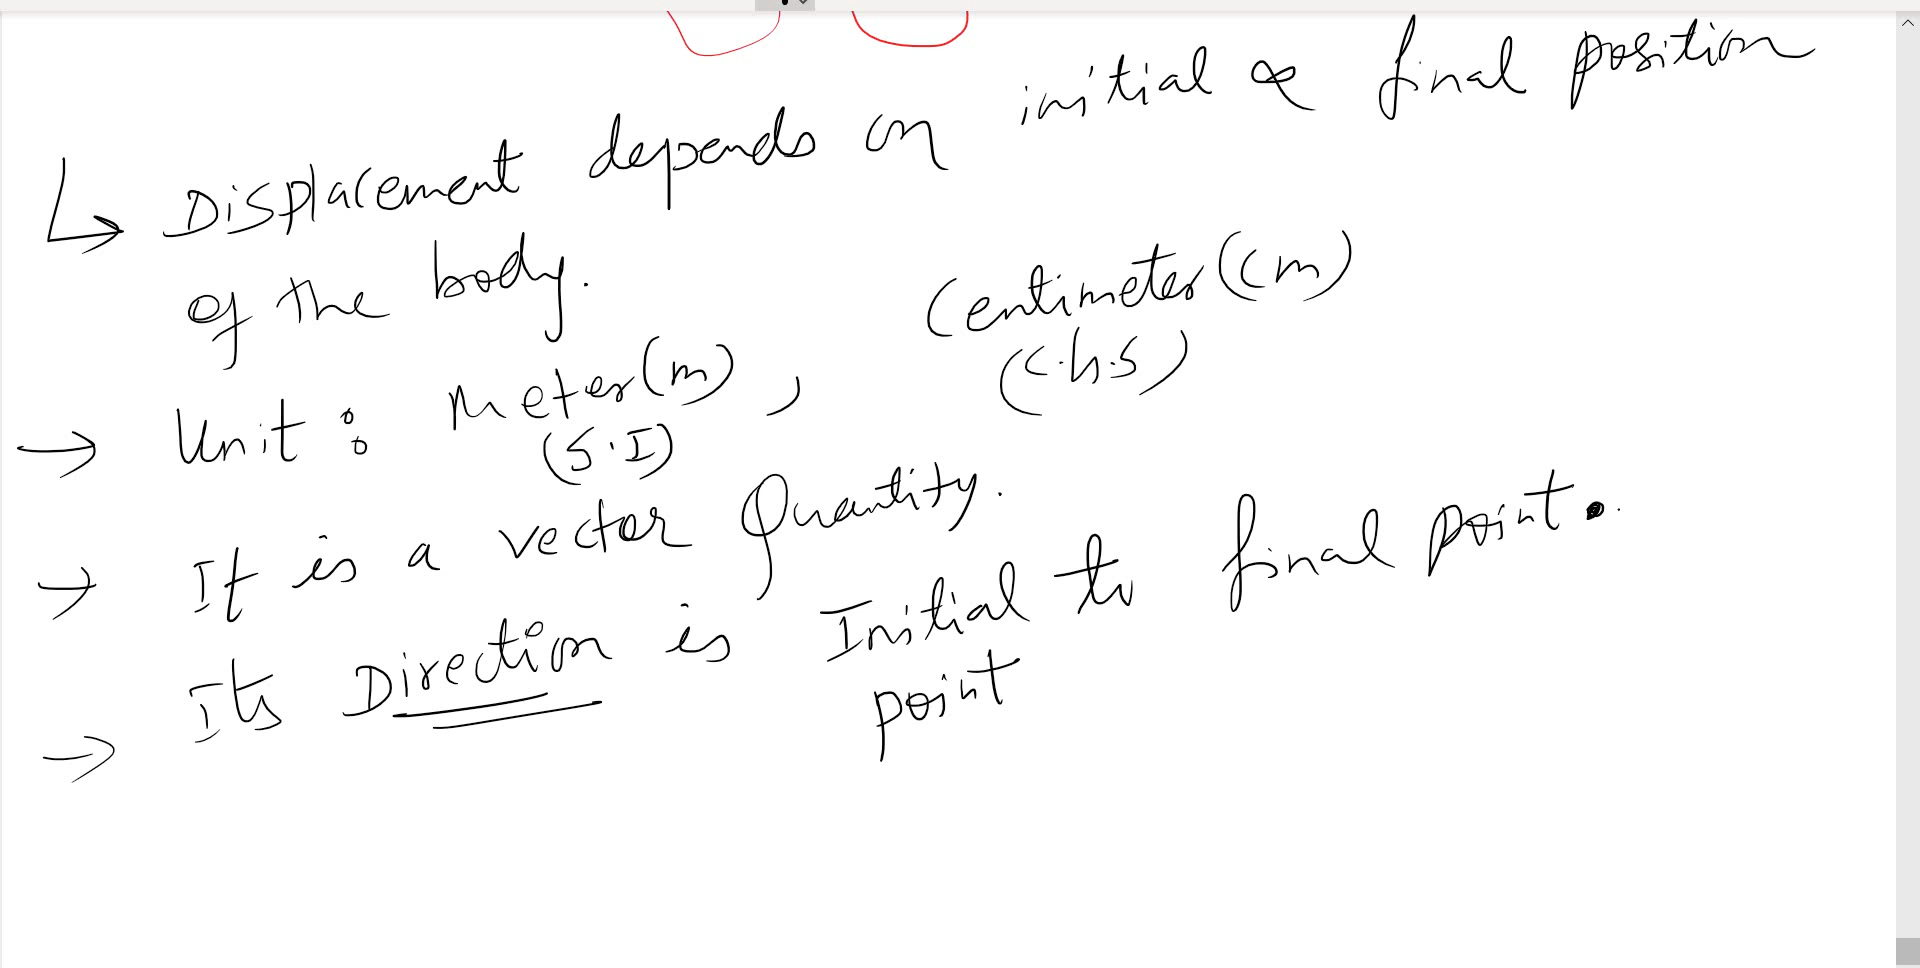 Displacement depends on initial & final position
of the body.
Unit : Meter(m) , Centimeter(cm)
(S.I) (C.G.S)
It is a vector Quantity.
Its Direction is Initial to final point.
point